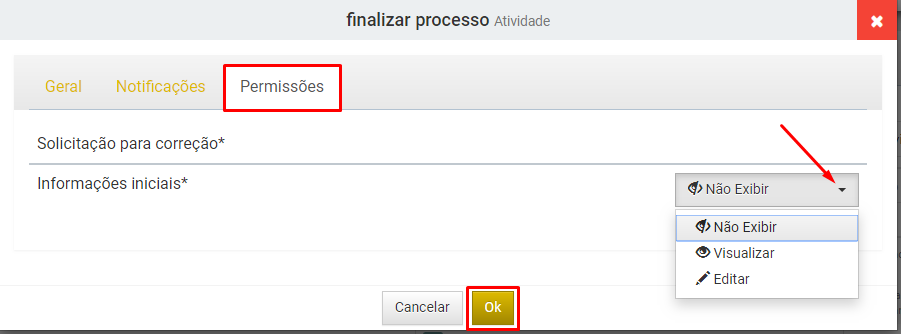 finalizar processo Atividade
Geral Notificações Permissões
Solicitação para correção*
Informações iniciais*
Não Exibir
Não Exibir
Visualizar
Editar
Cancelar Ok